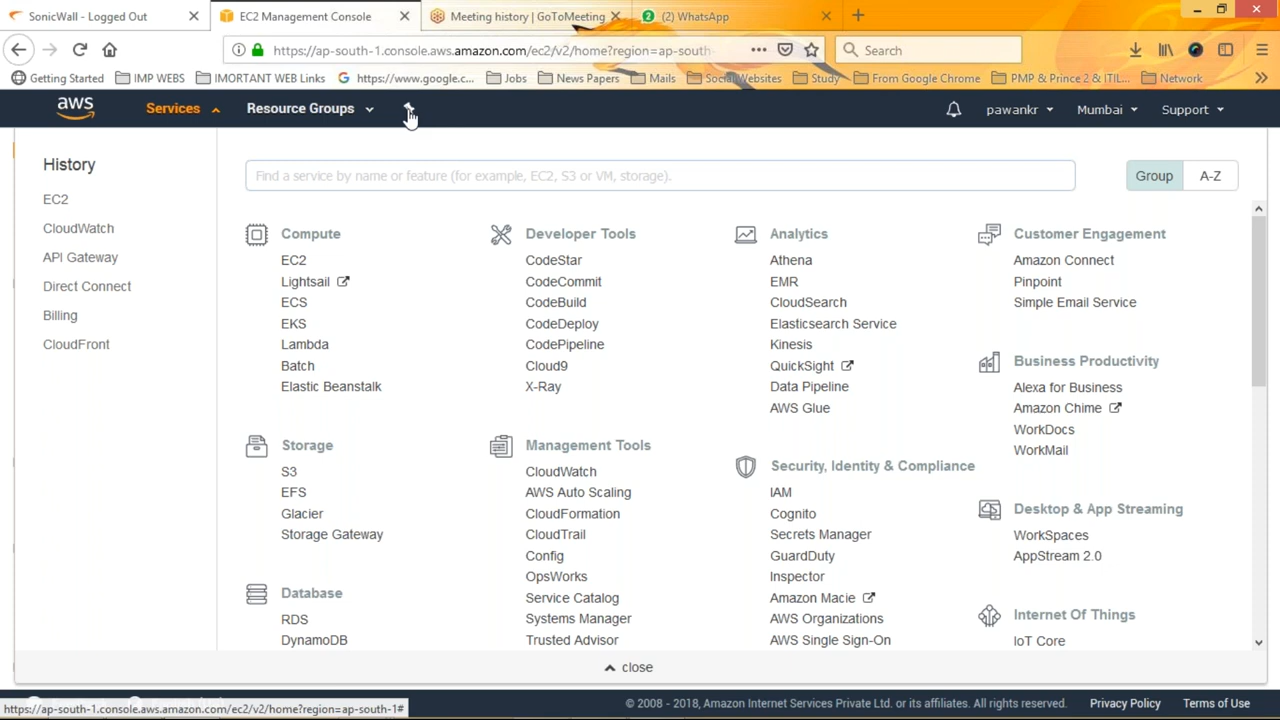 SonicWall - Logged Out
EC2 Management Console
Meeting history | GoToMeeting
(2) WhatsApp
https://ap-south-1.console.aws.amazon.com/ec2/v2/home?region=ap-south-
Search
Getting Started
IMP WEBS
IMORTANT WEB Links
https://www.google.c...
Jobs
News Papers
Mails
Social Websites
Study
From Google Chrome
PMP & Prince 2 & ITIL...
Network
aws
Services
Resource Groups
pawankr
Mumbai
Support
History
EC2
CloudWatch
API Gateway
Direct Connect
Billing
CloudFront
Find a service by name or feature (for example, EC2, S3 or VM, storage).
Group
A-Z
Compute
EC2
Lightsail
ECS
EKS
Lambda
Batch
Elastic Beanstalk
Storage
S3
EFS
Glacier
Storage Gateway
Database
RDS
DynamoDB
Developer Tools
CodeStar
CodeCommit
CodeBuild
CodeDeploy
CodePipeline
Cloud9
X-Ray
Management Tools
CloudWatch
AWS Auto Scaling
CloudFormation
CloudTrail
Config
OpsWorks
Service Catalog
Systems Manager
Trusted Advisor
Analytics
Athena
EMR
CloudSearch
Elasticsearch Service
Kinesis
QuickSight
Data Pipeline
AWS Glue
Security, Identity & Compliance
IAM
Cognito
Secrets Manager
GuardDuty
Inspector
Amazon Macie
AWS Organizations
AWS Single Sign-On
Customer Engagement
Amazon Connect
Pinpoint
Simple Email Service
Business Productivity
Alexa for Business
Amazon Chime
WorkDocs
WorkMail
Desktop & App Streaming
WorkSpaces
AppStream 2.0
Internet Of Things
IoT Core
close
https://ap-south-1.console.aws.amazon.com/ec2/v2/home?region=ap-south-1#
© 2008 - 2018, Amazon Internet Services Private Ltd. or its affiliates. All rights reserved.
Privacy Policy
Terms of Use